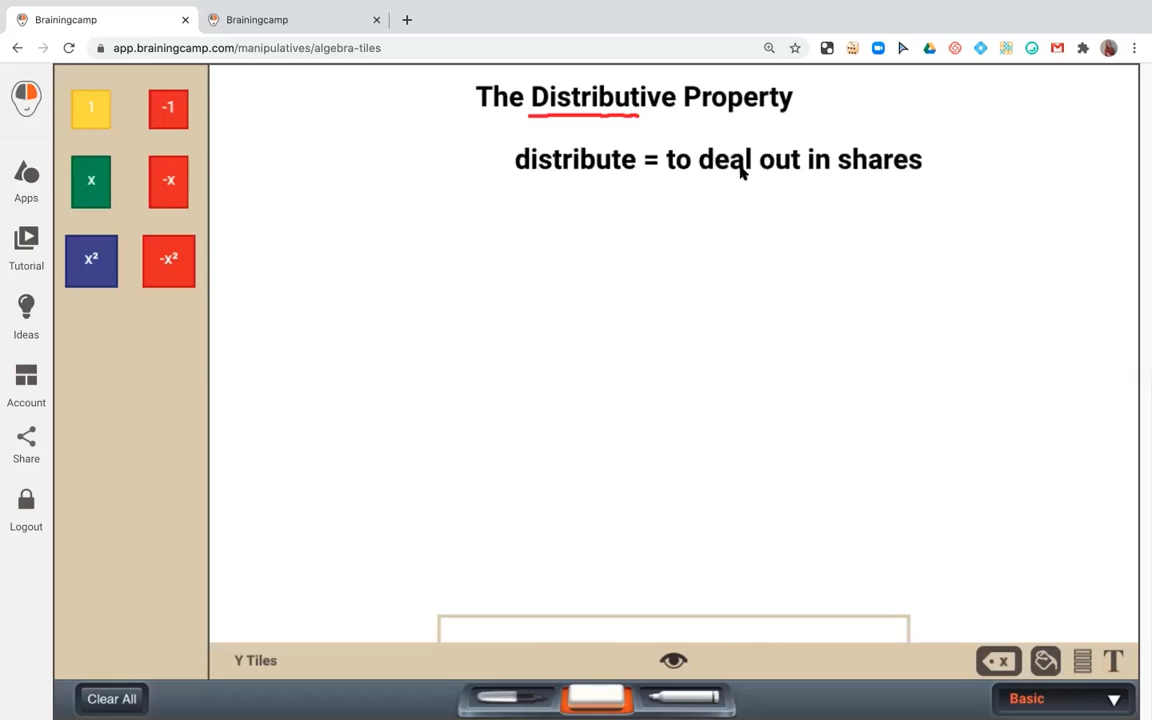 Brainingcamp
Brainingcamp
app.brainingcamp.com/manipulatives/algebra-tiles
The Distributive Property
distribute = to deal out in shares
1
-1
x
-x
x²
-x²
Apps
Tutorial
Ideas
Account
Share
Logout
Y Tiles
x
T
Clear All
Basic